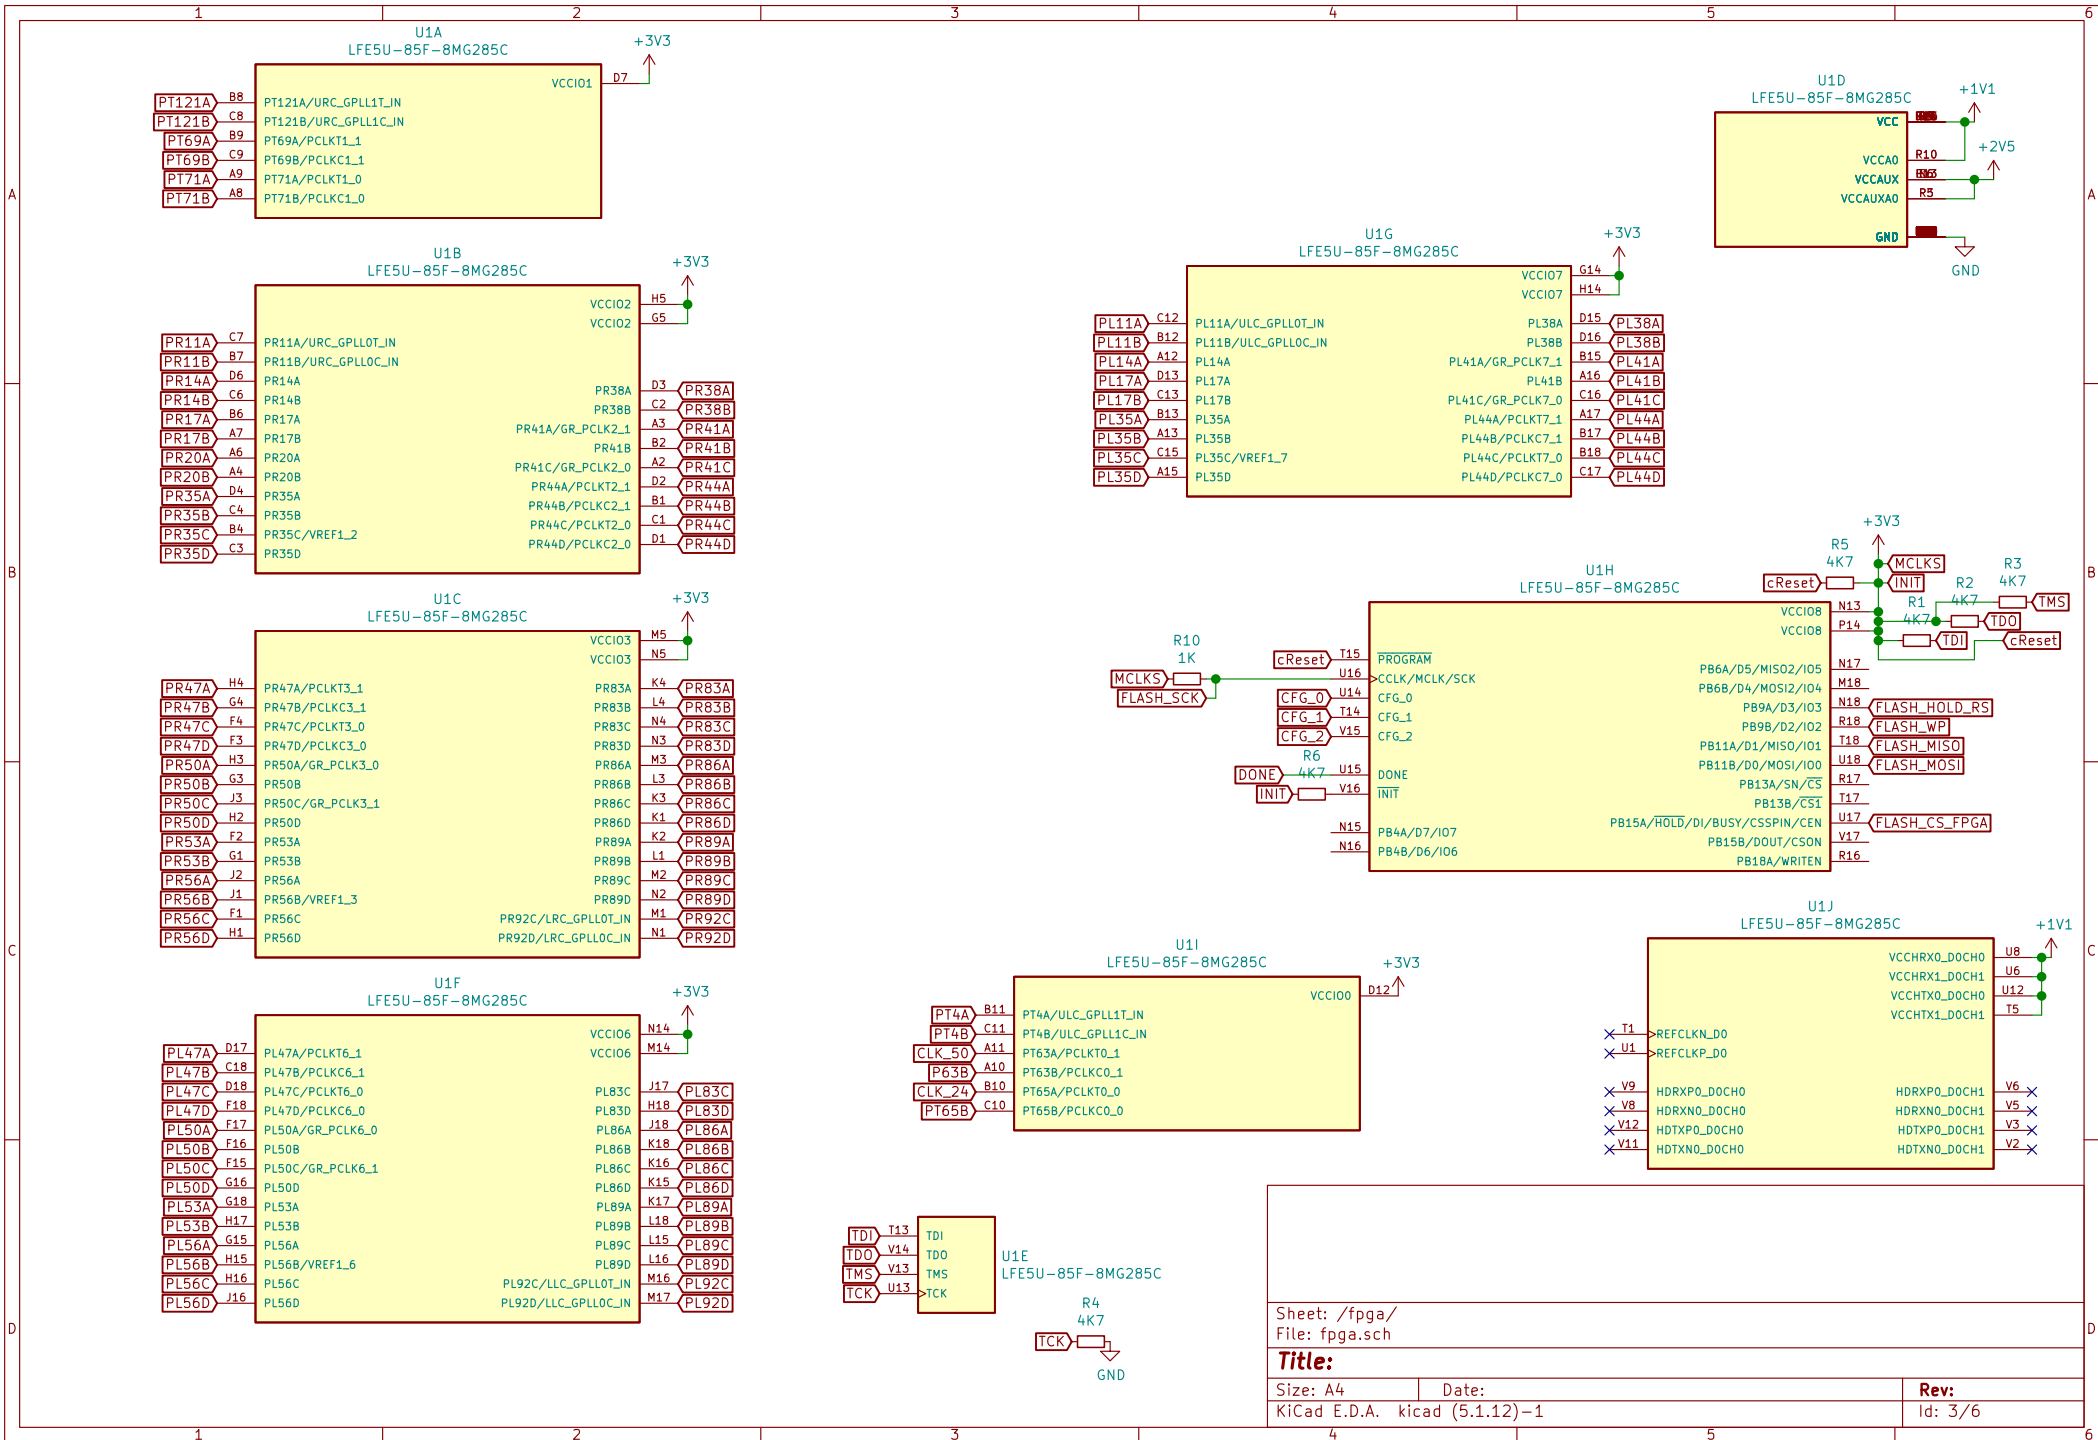 1 2 3 4 5 6
A A
B B
C C
D D
U1A
LFE5U-85F-8MG285C
+3V3
VCCIO1 D7
PT121A B8 PT121A/URC_GPLL1T_IN
PT121B C8 PT121B/URC_GPLL1C_IN
PT69A B9 PT69A/PCLKT1_1
PT69B C9 PT69B/PCLKC1_1
PT71A A9 PT71A/PCLKT1_0
PT71B A8 PT71B/PCLKC1_0
U1B
LFE5U-85F-8MG285C
+3V3
VCCIO2 H5
VCCIO2 G5
PR11A C7 PR11A/URC_GPLL0T_IN
PR11B B7 PR11B/URC_GPLL0C_IN
PR14A D6 PR14A
PR14B C6 PR14B
PR17A B6 PR17A
PR17B A7 PR17B
PR20A A6 PR20A
PR20B A4 PR20B
PR35A D4 PR35A
PR35B C4 PR35B
PR35C B4 PR35C/VREF1_2
PR35D C3 PR35D
PR38A D3 PR38A
PR38B C2 PR38B
PR41A/GR_PCLK2_1 A3 PR41A
PR41B B2 PR41B
PR41C/GR_PCLK2_0 A2 PR41C
PR44A/PCLKT2_1 D2 PR44A
PR44B/PCLKC2_1 B1 PR44B
PR44C/PCLKT2_0 C1 PR44C
PR44D/PCLKC2_0 D1 PR44D
U1C
LFE5U-85F-8MG285C
+3V3
VCCIO3 M5
VCCIO3 N5
PR47A H4 PR47A/PCLKT3_1
PR47B G4 PR47B/PCLKC3_1
PR47C F4 PR47C/PCLKT3_0
PR47D F3 PR47D/PCLKC3_0
PR50A H3 PR50A/GR_PCLK3_0
PR50B G3 PR50B
PR50C J3 PR50C/GR_PCLK3_1
PR50D H2 PR50D
PR53A F2 PR53A
PR53B G1 PR53B
PR56A J2 PR56A
PR56B J1 PR56B/VREF1_3
PR56C F1 PR56C
PR56D H1 PR56D
PR83A K4 PR83A
PR83B L4 PR83B
PR83C N4 PR83C
PR83D N3 PR83D
PR86A M3 PR86A
PR86B L3 PR86B
PR86C K3 PR86C
PR86D K1 PR86D
PR89A K2 PR89A
PR89B L1 PR89B
PR89C M2 PR89C
PR89D N2 PR89D
PR92C/LRC_GPLL0T_IN M1 PR92C
PR92D/LRC_GPLL0C_IN N1 PR92D
U1F
LFE5U-85F-8MG285C
+3V3
VCCIO6 N14
VCCIO6 M14
PL47A D17 PL47A/PCLKT6_1
PL47B C18 PL47B/PCLKC6_1
PL47C D18 PL47C/PCLKT6_0
PL47D F18 PL47D/PCLKC6_0
PL50A F17 PL50A/GR_PCLK6_0
PL50B F16 PL50B
PL50C F15 PL50C/GR_PCLK6_1
PL50D G16 PL50D
PL53A G18 PL53A
PL53B H17 PL53B
PL56A G15 PL56A
PL56B H15 PL56B/VREF1_6
PL56C H16 PL56C
PL56D J16 PL56D
PL83C J17 PL83C
PL83D H18 PL83D
PL86A J18 PL86A
PL86B K18 PL86B
PL86C K16 PL86C
PL86D K15 PL86D
PL89A K17 PL89A
PL89B L18 PL89B
PL89C L15 PL89C
PL89D L16 PL89D
PL92C/LLC_GPLL0T_IN M16 PL92C
PL92D/LLC_GPLL0C_IN M17 PL92D
U1D
LFE5U-85F-8MG285C
+1V1
VCC
VCCA0 R10
+2V5
VCCAUX
VCCAUXA0 R3
GND
GND
U1G
LFE5U-85F-8MG285C
+3V3
VCCIO7 G14
VCCIO7 H14
PL11A C12 PL11A/ULC_GPLL0T_IN
PL11B B12 PL11B/ULC_GPLL0C_IN
PL14A A12 PL14A
PL17A D13 PL17A
PL17B C13 PL17B
PL35A B13 PL35A
PL35B A13 PL35B
PL35C C15 PL35C/VREF1_7
PL35D A15 PL35D
PL38A D15 PL38A
PL38B D16 PL38B
PL41A/GR_PCLK7_1 B15 PL41A
PL41B A16 PL41B
PL41C/GR_PCLK7_0 C16 PL41C
PL44A/PCLKT7_1 A17 PL44A
PL44B/PCLKC7_1 B17 PL44B
PL44C/PCLKT7_0 B18 PL44C
PL44D/PCLKC7_0 C17 PL44D
+3V3
MCLKS
INIT
R5
4K7
cReset
R3
4K7
TMS
R2
4K7
TDO
R1
4K7
TDI
cReset
U1H
LFE5U-85F-8MG285C
VCCIO8 N13
VCCIO8 P14
R10
1K
MCLKS
FLASH_SCK
cReset T15 PROGRAM
U16 CCLK/MCLK/SCK
CFG_0 U14 CFG_0
CFG_1 T14 CFG_1
CFG_2 V15 CFG_2
R6
4K7
DONE U15 DONE
INIT V16 INIT
N15 PB4A/D7/IO7
N16 PB4B/D6/IO6
PB6A/D5/MISO2/IO5 N17
PB6B/D4/MOSI2/IO4 M18
PB9A/D3/IO3 N18 FLASH_HOLD_RS
PB9B/D2/IO2 R18 FLASH_WP
PB11A/D1/MISO/IO1 T18 FLASH_MISO
PB11B/D0/MOSI/IO0 U18 FLASH_MOSI
PB13A/SN/CS R17
PB13B/CS1 T17
PB15A/HOLD/DI/BUSY/CSSPIN/CEN U17 FLASH_CS_FPGA
PB15B/DOUT/CSON V17
PB18A/WRITEN R16
U1I
LFE5U-85F-8MG285C
+3V3
VCCIO0 D12
PT4A B11 PT4A/ULC_GPLL1T_IN
PT4B C11 PT4B/ULC_GPLL1C_IN
CLK_50 A11 PT63A/PCLKT0_1
P63B A10 PT63B/PCLKC0_1
CLK_24 B10 PT65A/PCLKT0_0
PT65B C10 PT65B/PCLKC0_0
U1J
LFE5U-85F-8MG285C
+1V1
VCCHRX0_D0CH0 U8
VCCHRX1_D0CH1 U6
VCCHTX0_D0CH0 U12
VCCHTX1_D0CH1 T5
T1 REFCLKN_D0
U1 REFCLKP_D0
V9 HDRXP0_D0CH0
V8 HDRXN0_D0CH0
V12 HDTXP0_D0CH0
V11 HDTXN0_D0CH0
HDRXP0_D0CH1 V6
HDRXN0_D0CH1 V5
HDTXP0_D0CH1 V3
HDTXN0_D0CH1 V2
TDI T13 TDI
TDO V14 TDO
TMS V13 TMS
TCK U13 TCK
U1E
LFE5U-85F-8MG285C
R4
4K7
TCK
GND
Sheet: /fpga/
File: fpga.sch
Title:
Size: A4 Date: Rev:
KiCad E.D.A. kicad (5.1.12)-1 Id: 3/6
1 2 3 4 5 6